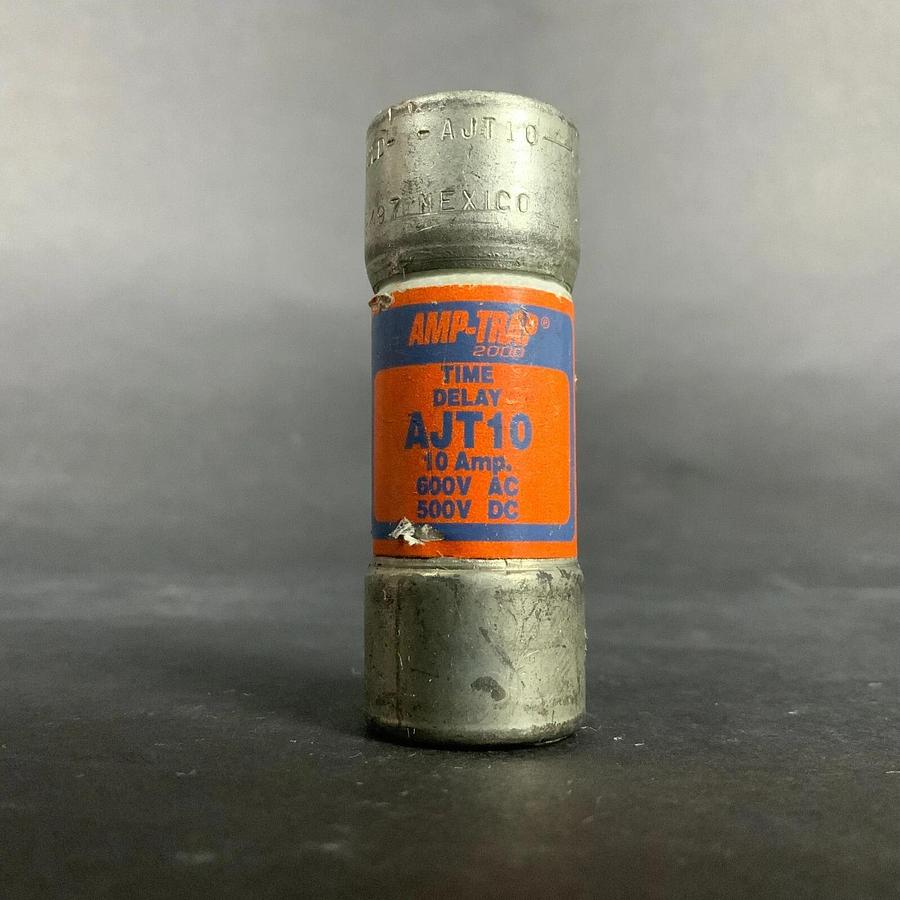 -AJT10-
MEXICO
AMP-TRAP®
2000
TIME
DELAY
AJT10
10 Amp.
600V AC
500V DC